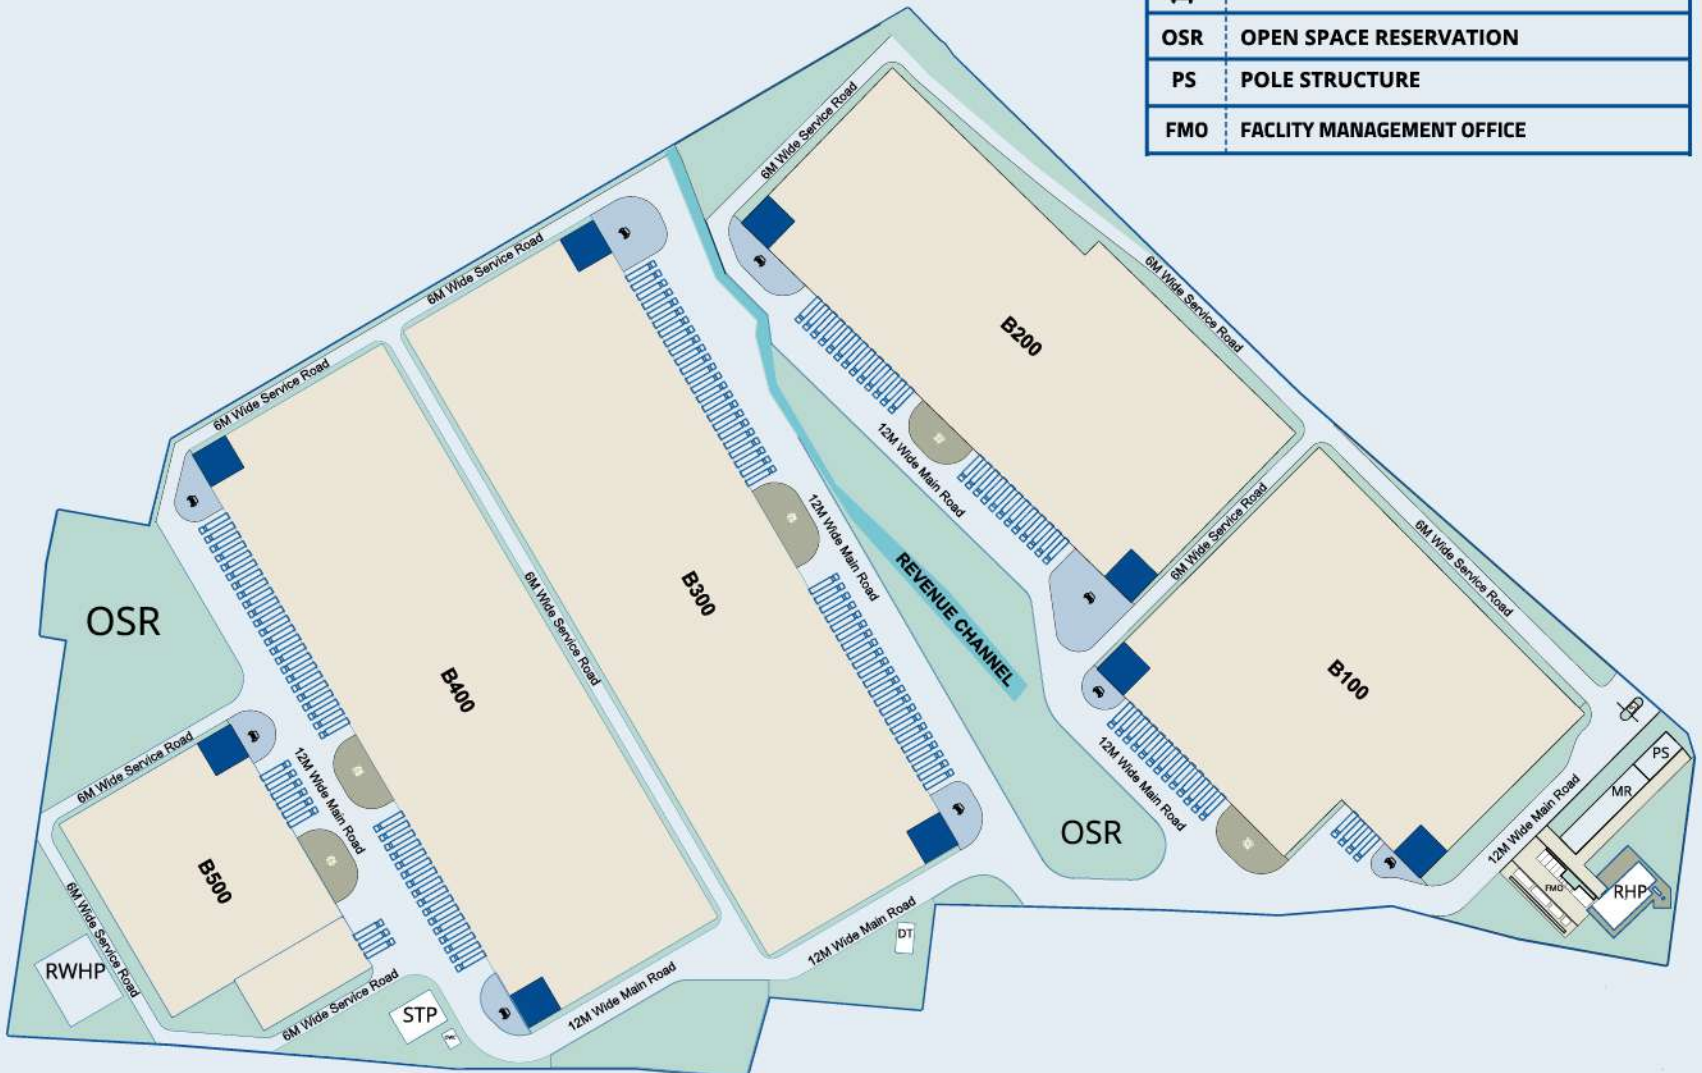 OSR OPEN SPACE RESERVATION
PS POLE STRUCTURE
FMO FACLITY MANAGEMENT OFFICE
6M Wide Service Road
6M Wide Service Road
6M Wide Service Road
6M Wide Service Road
B200
12M Wide Main Road
6M Wide Service Road
6M Wide Service Road
12M Wide Main Road
B300
REVENUE CHANNEL
6M Wide Service Road
OSR
B400
B100
6M Wide Service Road
12M Wide Main Road
12M Wide Main Road
PS
MR
12M Wide Main Road
OSR
B500
FMO
RHP
6M Wide Service Road
12M Wide Main Road
DT
RWHP
6M Wide Service Road
STP
12M Wide Main Road